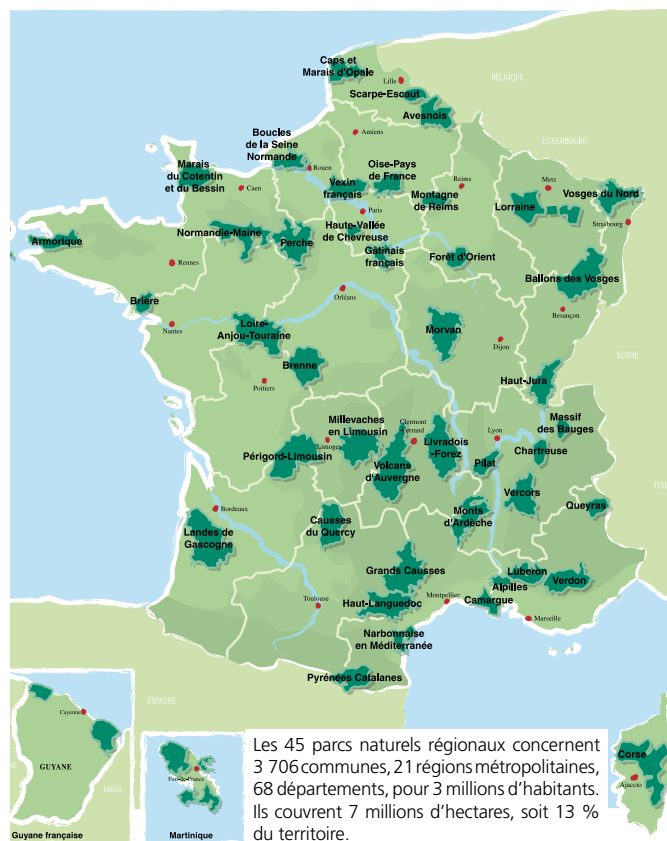 Caps et
Marais d'Opale
Lille
BELGIQUE
Scarpe-Escaut
Avesnois
Boucles
de la Seine
Normande
Amiens
LUXEMBOURG
Marais
du Cotentin
et du Bessin
Rouen
Oise-Pays
de France
Caen
Vexin
français
Reims
Montagne
de Reims
Metz
Lorraine
Vosges du Nord
Paris
Strasbourg
Armorique
Normandie-Maine
Perche
Haute-Vallée
de Chevreuse
Gâtinais
français
Forêt d'Orient
Rennes
Ballons des Vosges
Orléans
Brière
Nantes
Loire-
Anjou-Touraine
Morvan
Besançon
Dijon
SUISSE
Brenne
Poitiers
Haut-Jura
Millevaches
en Limousin
Limoges
Clermont
-Ferrand
Livradois
-Forez
Lyon
Massif
des Bauges
Chartreuse
Périgord-Limousin
Volcans
d'Auvergne
Pilat
Vercors
Queyras
ITAL
Bordeaux
Landes de
Gascogne
Causses
du Quercy
Monts
d'Ardèche
Grands Causses
Luberon
Verdon
Alpilles
Toulouse
Haut-Languedoc
Montpellier
Camargue
Marseille
Narbonnaise
en Méditerranée
Pyrénées Catalanes
ESPAGNE
Cayenne
GUYANE
BRÉSIL
Guyane française
Fort-de-France
Martinique
Corse
Ajaccio
Les 45 parcs naturels régionaux concernent
3 706 communes, 21 régions métropolitaines,
68 départements, pour 3 millions d'habitants.
Ils couvrent 7 millions d'hectares, soit 13 %
du territoire.